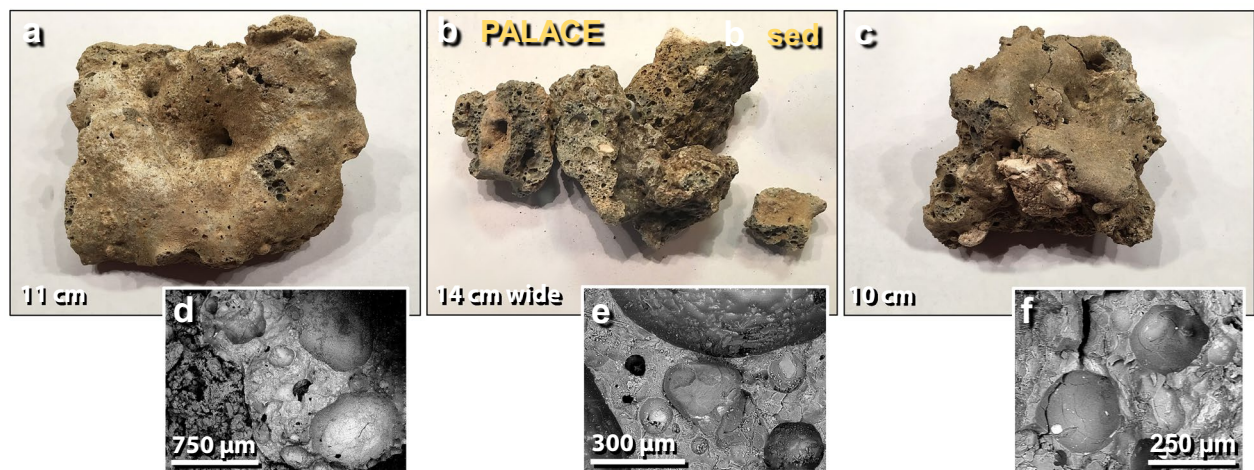 a
b PALACE b sed
c
11 cm
14 cm wide
10 cm
d
e
f
750 µm
300 µm
250 µm